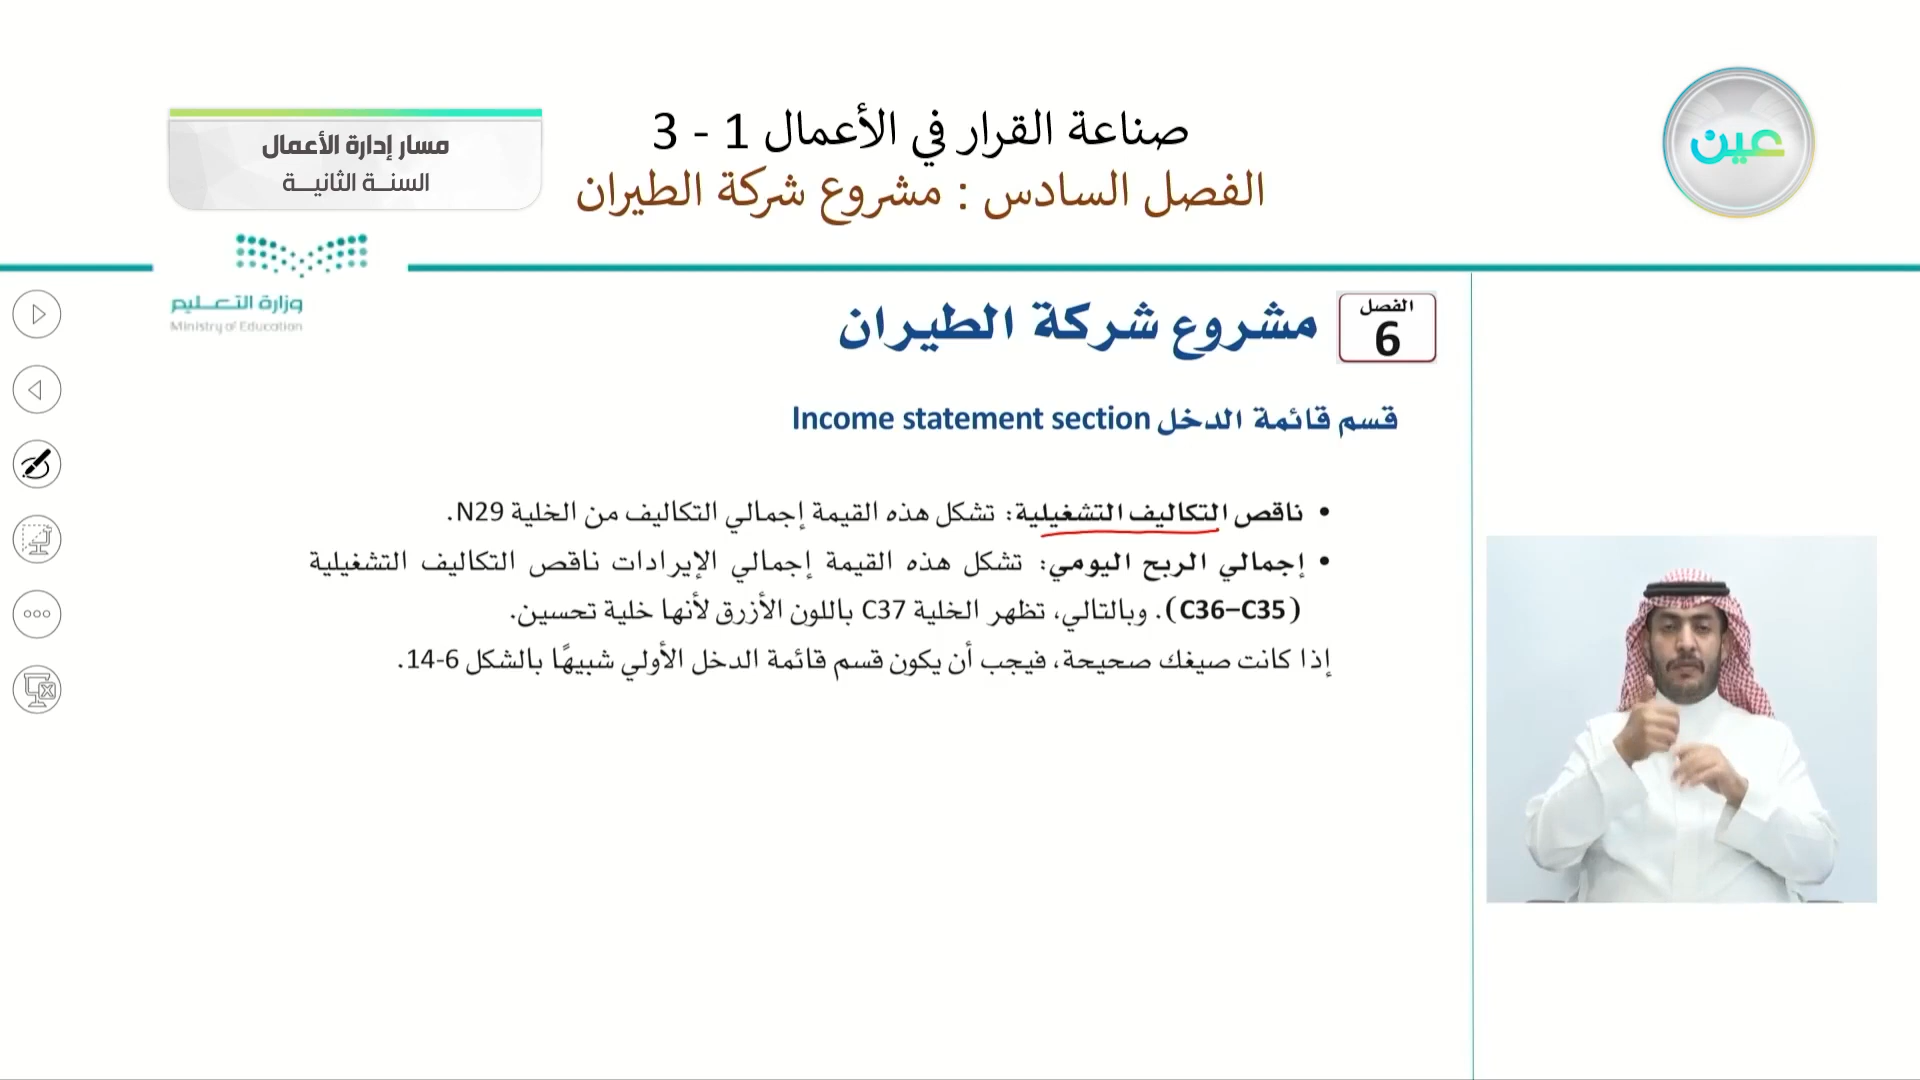 صناعة القرار في الأعمال 1 - 3
الفصل السادس : مشروع شركة الطيران
عين
مسار إدارة الأعمال
السنة الثانية
وزارة التعليم
Ministry of Education
الفصل
6
مشروع شركة الطيران
قسم قائمة الدخل Income statement section
• ناقص التكاليف التشغيلية: تشكل هذه القيمة إجمالي التكاليف من الخلية N29.
• إجمالي الربح اليومي: تشكل هذه القيمة إجمالي الإيرادات ناقص التكاليف التشغيلية
(C36–C35). وبالتالي، تظهر الخلية C37 باللون الأزرق لأنها خلية تحسين.
إذا كانت صيغك صحيحة، فيجب أن يكون قسم قائمة الدخل الأولي شبيهًا بالشكل 6-14.